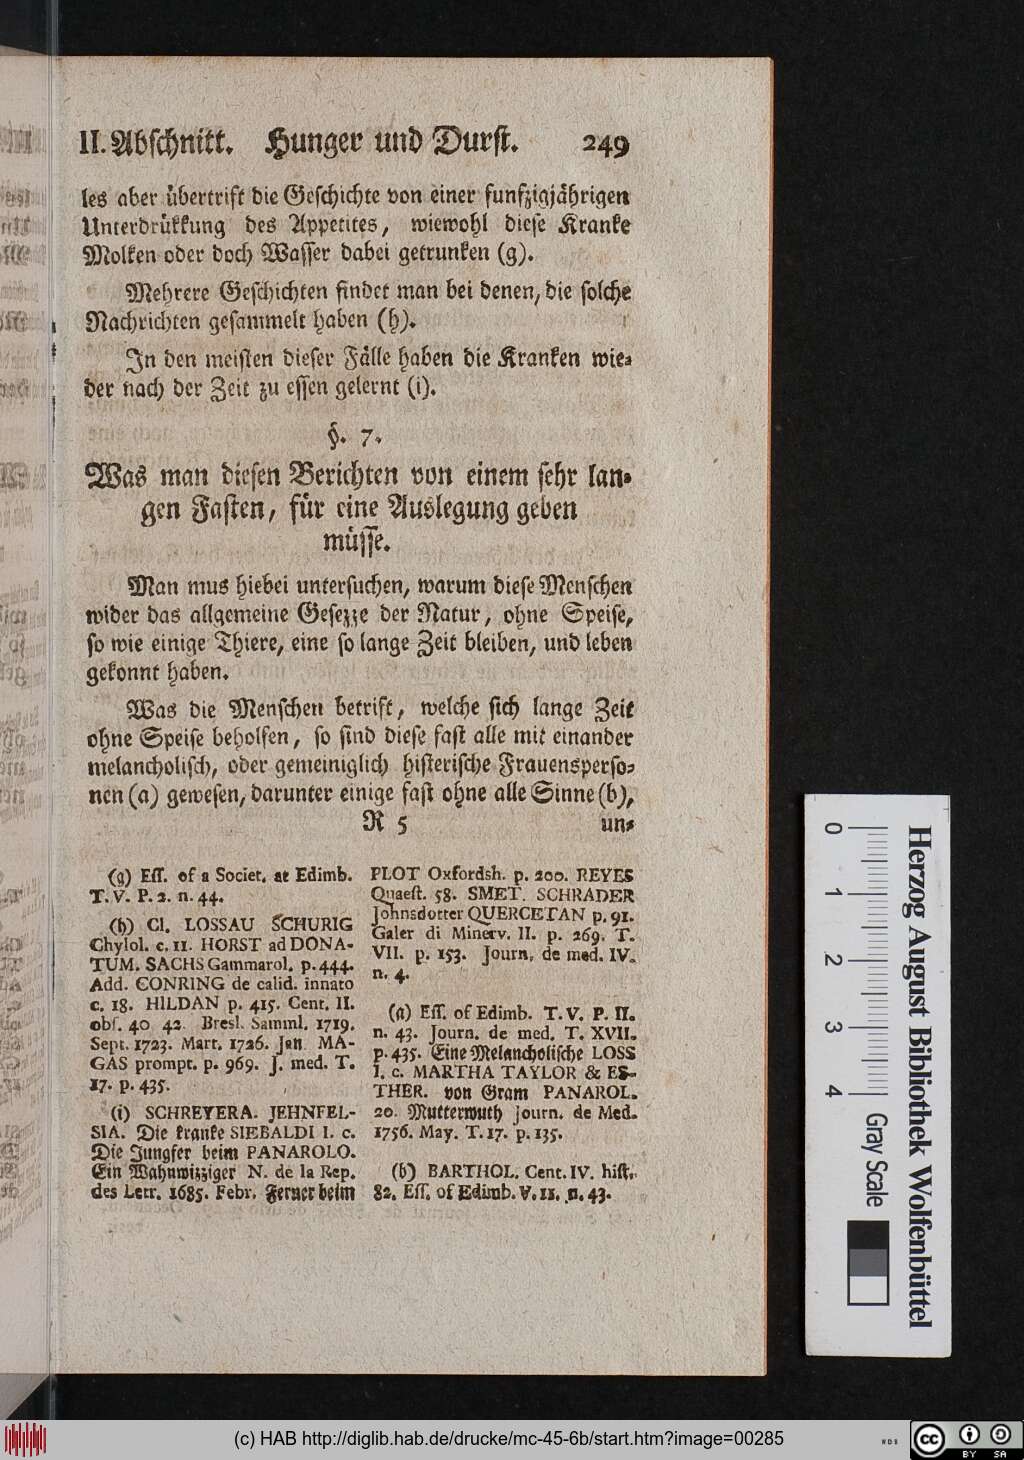 II. Abschnitt. Hunger und Durst. 249
les aber übertrift die Geschichte von einer funfzigjährigen
Unterdrükkung des Appetites, wiewohl diese Kranke
Molken oder doch Wasser dabei getrunken (g).
Mehrere Geschichten findet man bei denen, die solche
Nachrichten gesammelt haben (h).
In den meisten dieser Fälle haben die Kranken wie-
der nach der Zeit zu essen gelernt (i).
§. 7.
Was man diesen Berichten von einem sehr lan-
gen Fasten, für eine Auslegung geben
müsse.
Man mus hiebei untersuchen, warum diese Menschen
wider das allgemeine Gesezze der Natur, ohne Speise,
so wie einige Thiere, eine so lange Zeit bleiben, und leben
gekonnt haben.
Was die Menschen betrift, welche sich lange Zeit
ohne Speise beholfen, so sind diese fast alle mit einander
melancholisch, oder gemeiniglich histerische Frauensperso-
nen (a) gewesen, darunter einige fast ohne alle Sinne (b),
R 5 un-
(g) Ess. of a Societ. at Edimb.
T. V. P. 2. n. 44.
(h) Cl. LOSSAU SCHURIG
Chylol. c. 11. HORST ad DONA-
TUM. SACHS Gammarol. p. 444.
Add. CONRING de calid. innato
c. 18. HILDAN p. 415. Cent. II.
obs. 40 42. Bresl. Samml. 1719.
Sept. 1723. Mart. 1726. Jan. MA-
GAS prompt. p. 969. J. med. T.
17. p. 435.
(i) SCHREYERA. JEHNFEL-
SIA. Die kranke SIEBALDI l. c.
Die Jungfer beim PANAROLO.
Ein Wahnwizziger N. de la Rep.
des Letr. 1685. Febr. Ferner beim
PLOT Oxfordsh. p. 200. REYES
Quaest. 58. SMET. SCHRADER
Johnsdotter QUERCETAN p. 91.
Galer di Minerv. II. p. 269. T.
VII. p. 153. Journ. de med. IV.
n. 4.
(a) Ess. of Edimb. T. V. P. II.
n. 43. Journ. de med. T. XVII.
p. 435. Eine Melancholische LOSS
l. c. MARTHA TAYLOR & ES-
THER. von Gram PANAROL.
20. Mutterwuth Journ. de Med.
1756. May. T. 17. p. 135.
(b) BARTHOL. Cent. IV. hist.
82. Ess. of Edimb. V. 11. n. 43.
0 1 2 3 4
Herzog August Bibliothek Wolfenbüttel
Gray Scale
(c) HAB http://diglib.hab.de/drucke/mc-45-6b/start.htm?image=00285
cc BY SA